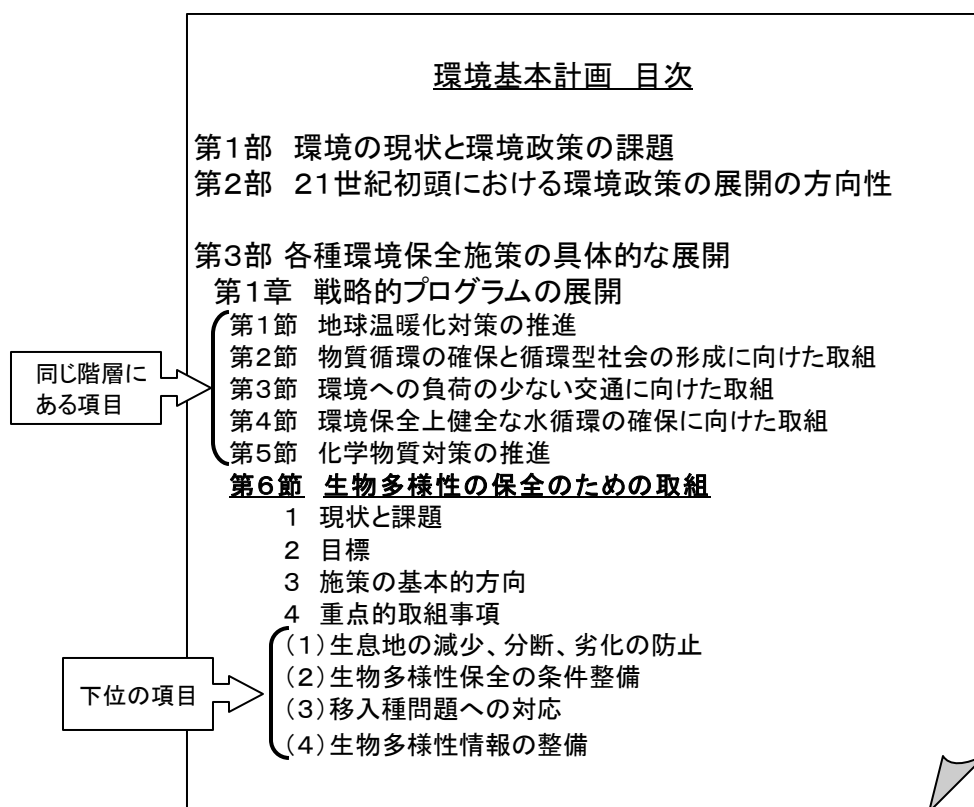 環境基本計画 目次
第1部 環境の現状と環境政策の課題
第2部 21世紀初頭における環境政策の展開の方向性
第3部 各種環境保全施策の具体的な展開
第1章 戦略的プログラムの展開
第1節 地球温暖化対策の推進
第2節 物質循環の確保と循環型社会の形成に向けた取組
第3節 環境への負荷の少ない交通に向けた取組
第4節 環境保全上健全な水循環の確保に向けた取組
第5節 化学物質対策の推進
同じ階層に
ある項目
第6節 生物多様性の保全のための取組
1 現状と課題
2 目標
3 施策の基本的方向
4 重点的取組事項
(1)生息地の減少、分断、劣化の防止
(2)生物多様性保全の条件整備
(3)移入種問題への対応
(4)生物多様性情報の整備
下位の項目